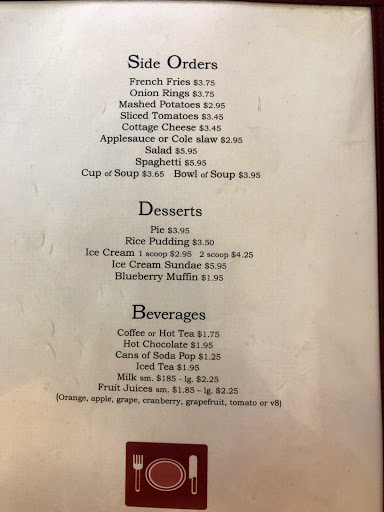 Side Orders
French Fries $3.75
Onion Rings $3.75
Mashed Potatoes $2.95
Sliced Tomatoes $3.45
Cottage Cheese $3.45
Applesauce or Cole slaw $2.95
Salad $5.95
Spaghetti $5.95
Cup of Soup $3.65 Bowl of Soup $3.95
Desserts
Pie $3.95
Rice Pudding $3.50
Ice Cream 1 scoop $2.95 2 scoop $4.25
Ice Cream Sundae $5.95
Blueberry Muffin $1.95
Beverages
Coffee or Hot Tea $1.75
Hot Chocolate $1.95
Cans of Soda Pop $1.25
Iced Tea $1.95
Milk sm. $185 - lg. $2.25
Fruit Juices sm. $1.85 – lg. $2.25
(Orange, apple, grape, cranberry, grapefruit, tomato or v8)